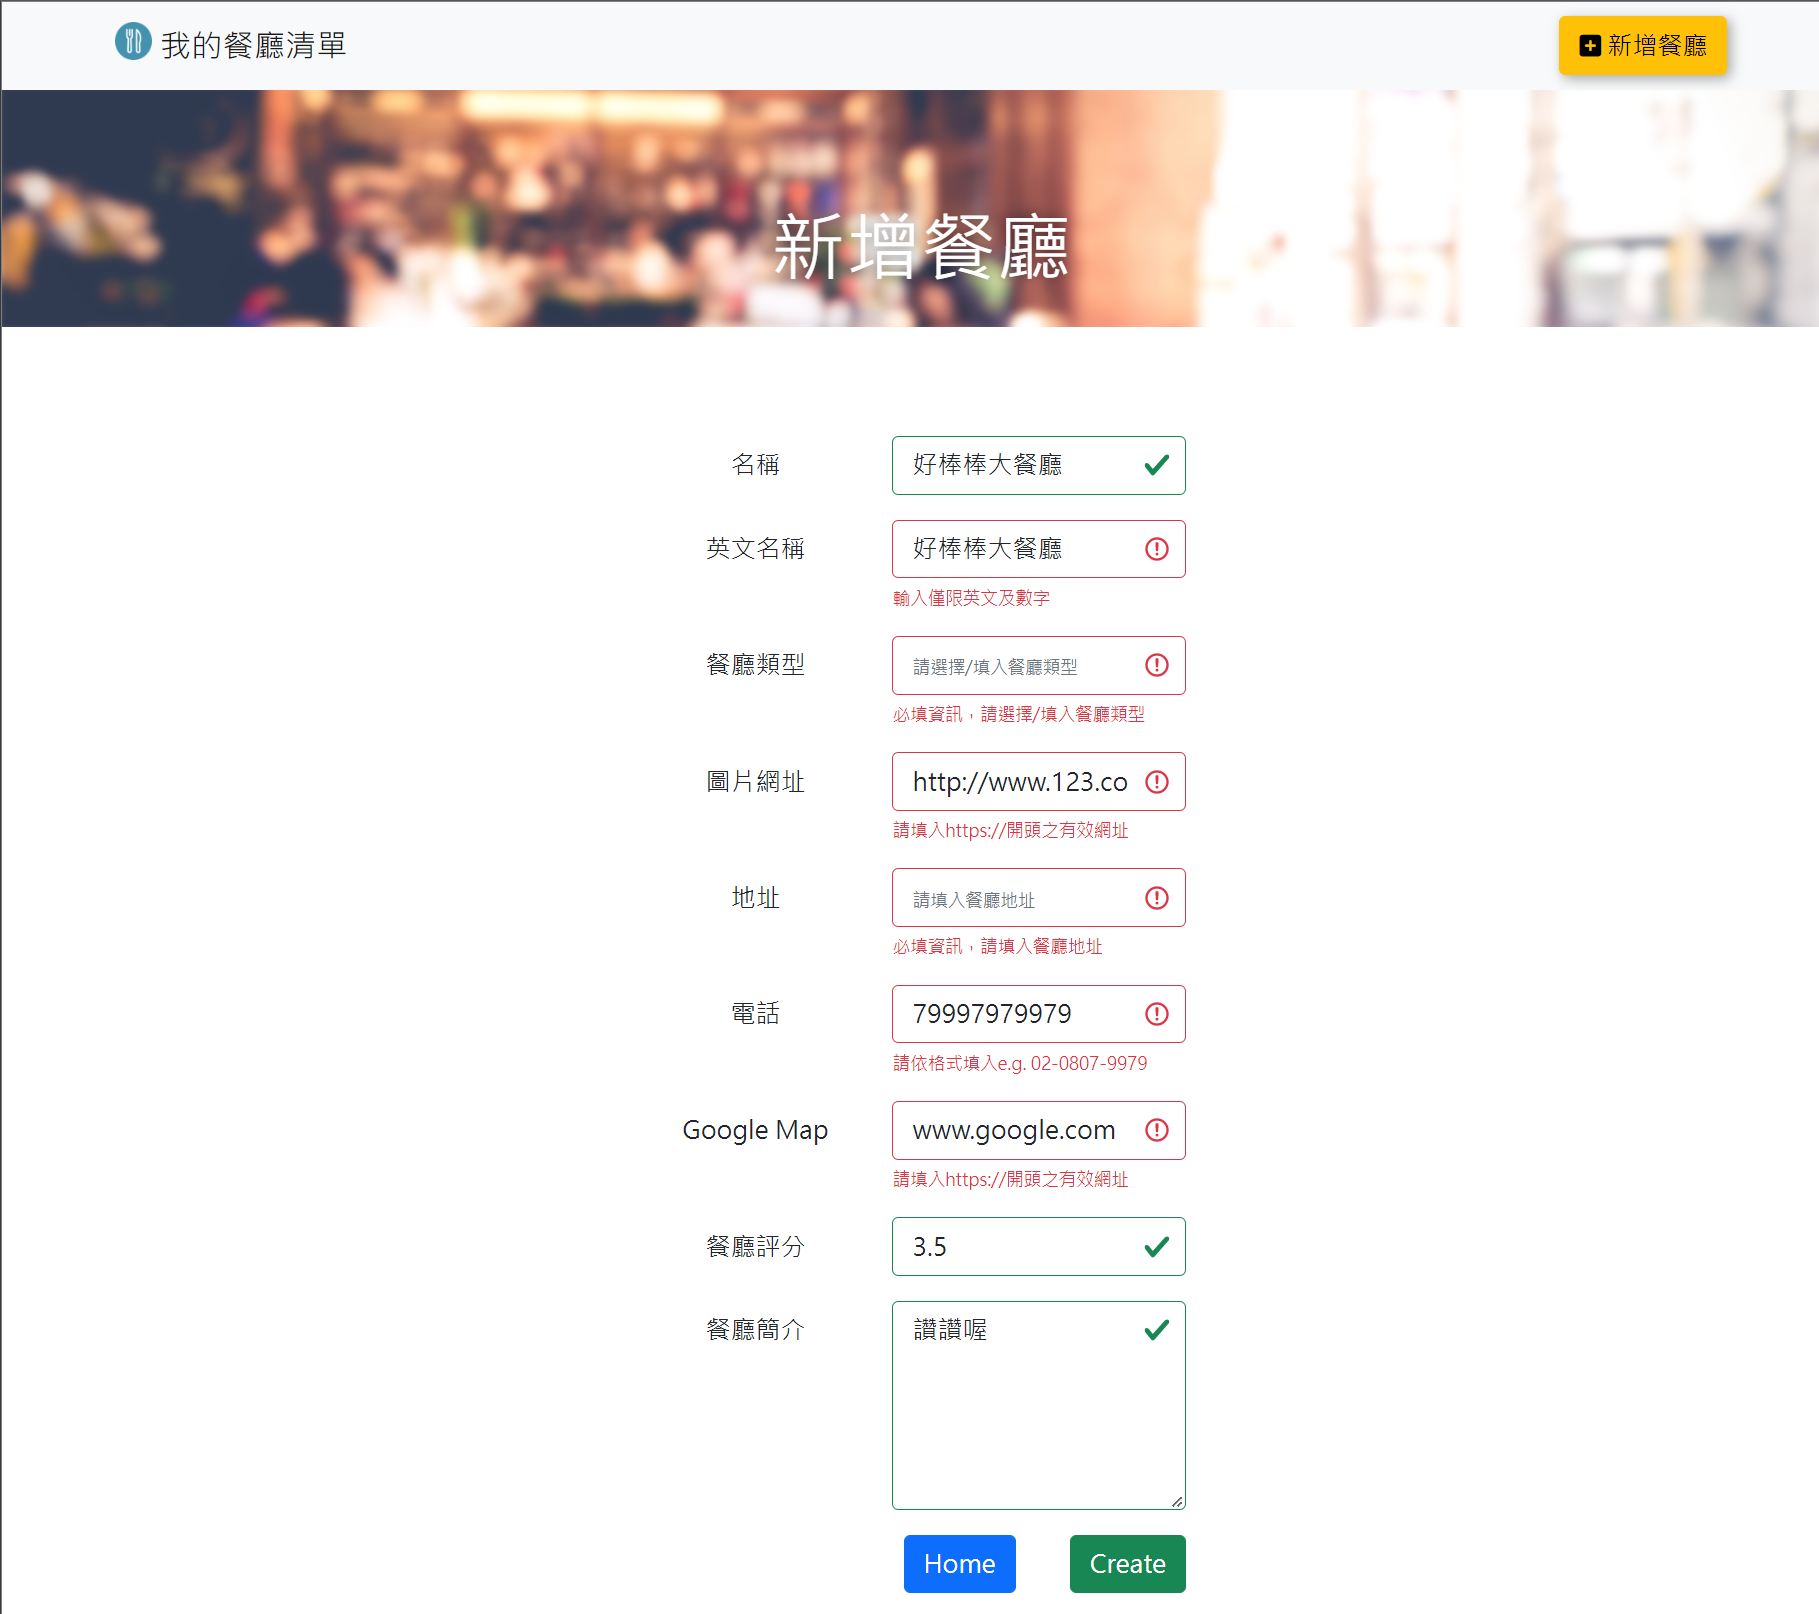 我的餐廳清單
新增餐廳
新增餐廳
名稱
好棒棒大餐廳
英文名稱
好棒棒大餐廳
輸入僅限英文及數字
餐廳類型
請選擇/填入餐廳類型
必填資訊，請選擇/填入餐廳類型
圖片網址
http://www.123.co
請填入https://開頭之有效網址
地址
請填入餐廳地址
必填資訊，請填入餐廳地址
電話
79997979979
請依格式填入e.g. 02-0807-9979
Google Map
www.google.com
請填入https://開頭之有效網址
餐廳評分
3.5
餐廳簡介
讚讚喔
Home
Create